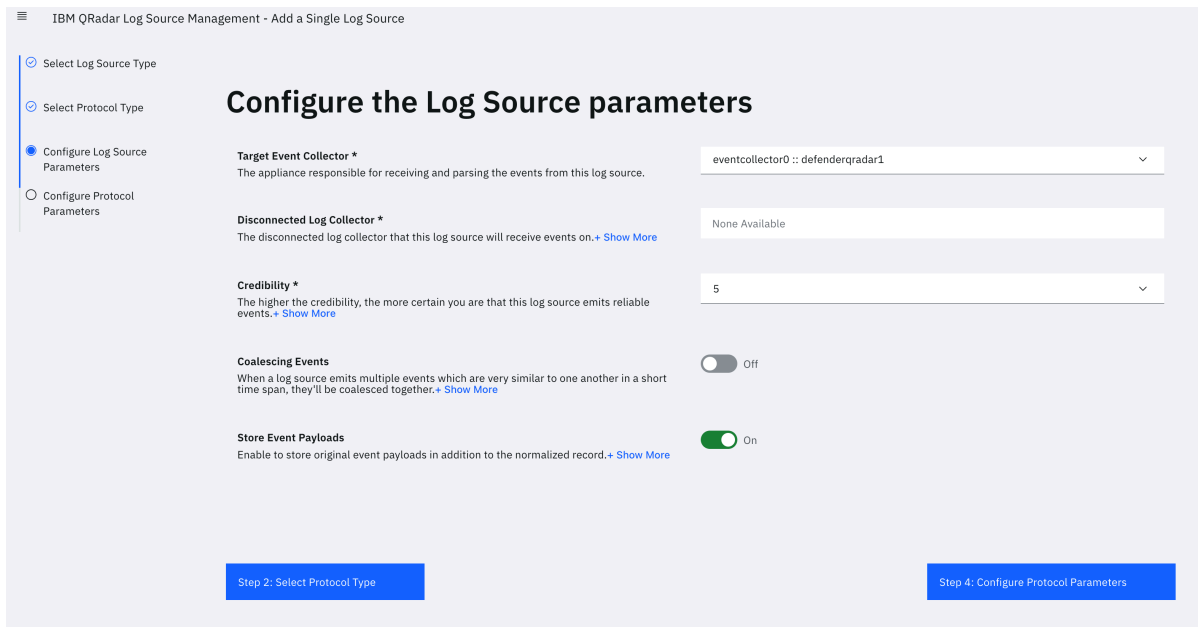 IBM QRadar Log Source Management - Add a Single Log Source
Select Log Source Type
Select Protocol Type
Configure Log Source
Parameters
Configure Protocol
Parameters
Configure the Log Source parameters
Target Event Collector *
The appliance responsible for receiving and parsing the events from this log source.
eventcollector0 :: defenderqradar1
Disconnected Log Collector *
The disconnected log collector that this log source will receive events on.+ Show More
None Available
Credibility *
The higher the credibility, the more certain you are that this log source emits reliable
events.+ Show More
5
Coalescing Events
When a log source emits multiple events which are very similar to one another in a short
time span, they'll be coalesced together.+ Show More
Off
Store Event Payloads
Enable to store original event payloads in addition to the normalized record.+ Show More
On
Step 2: Select Protocol Type
Step 4: Configure Protocol Parameters